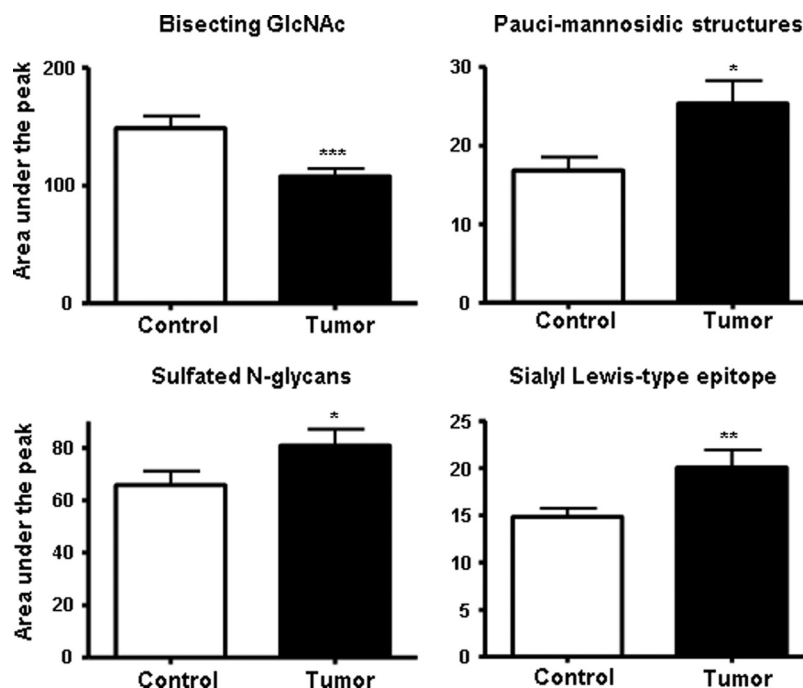 Bisecting GlcNAc
Area under the peak
200
100
0
***
Control Tumor
Pauci-mannosidic structures
30
20
10
0
*
Control Tumor
Sulfated N-glycans
Area under the peak
80
60
40
20
0
*
Control Tumor
Sialyl Lewis-type epitope
25
20
15
10
5
0
**
Control Tumor